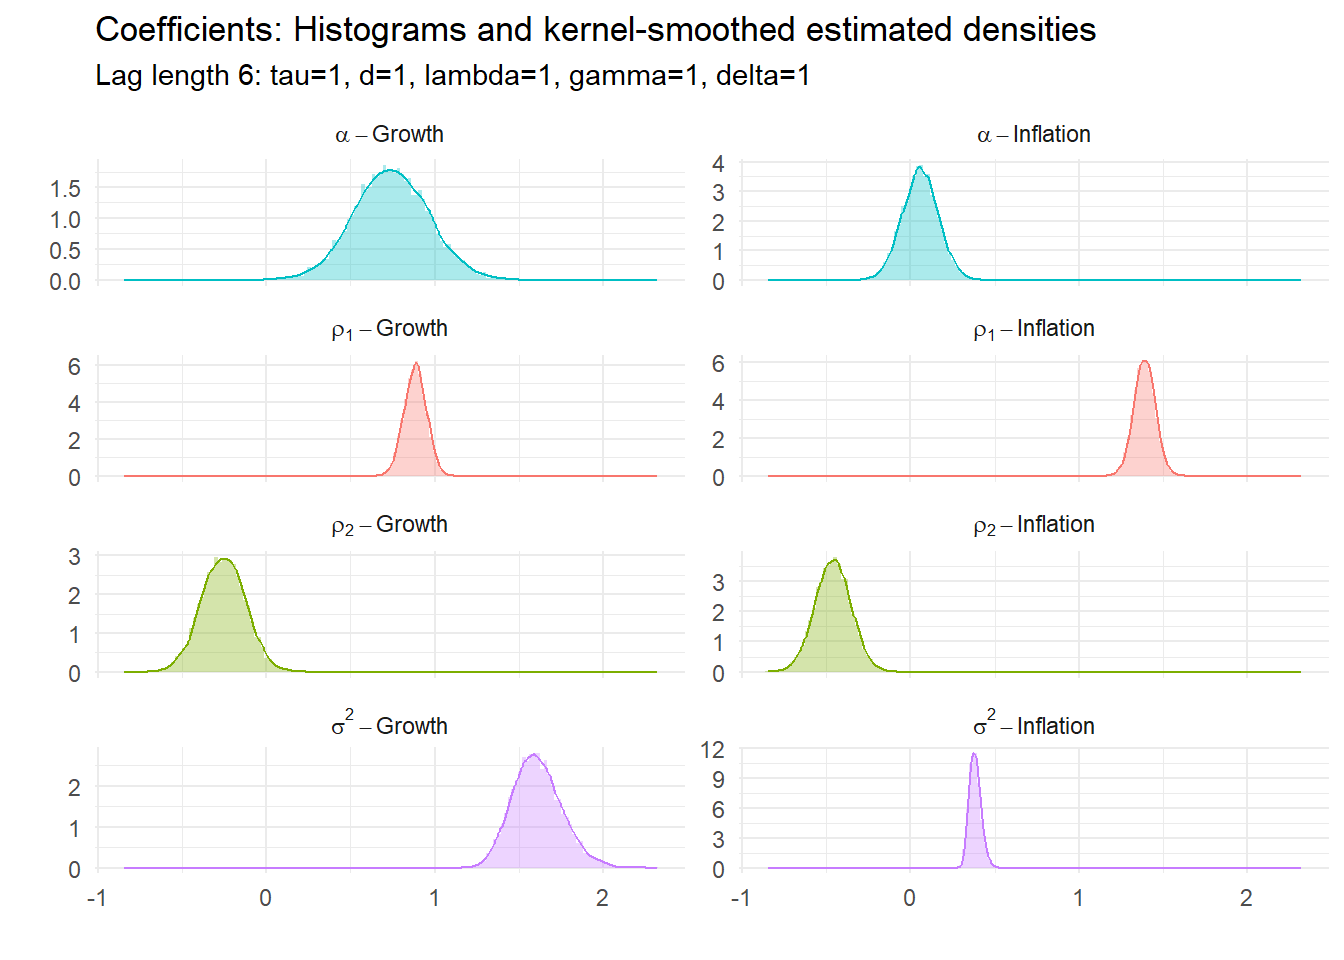 Coefficients: Histograms and kernel-smoothed estimated densities
Lag length 6: tau=1, d=1, lambda=1, gamma=1, delta=1
α – Growth
α – Inflation
1.5
1.0
0.5
0.0
4
3
2
1
0
ρ₁ – Growth
ρ₁ – Inflation
6
4
2
0
6
4
2
0
ρ₂ – Growth
ρ₂ – Inflation
3
2
1
0
3
2
1
0
σ² – Growth
σ² – Inflation
2
1
0
12
9
6
3
0
-1 0 1 2
-1 0 1 2